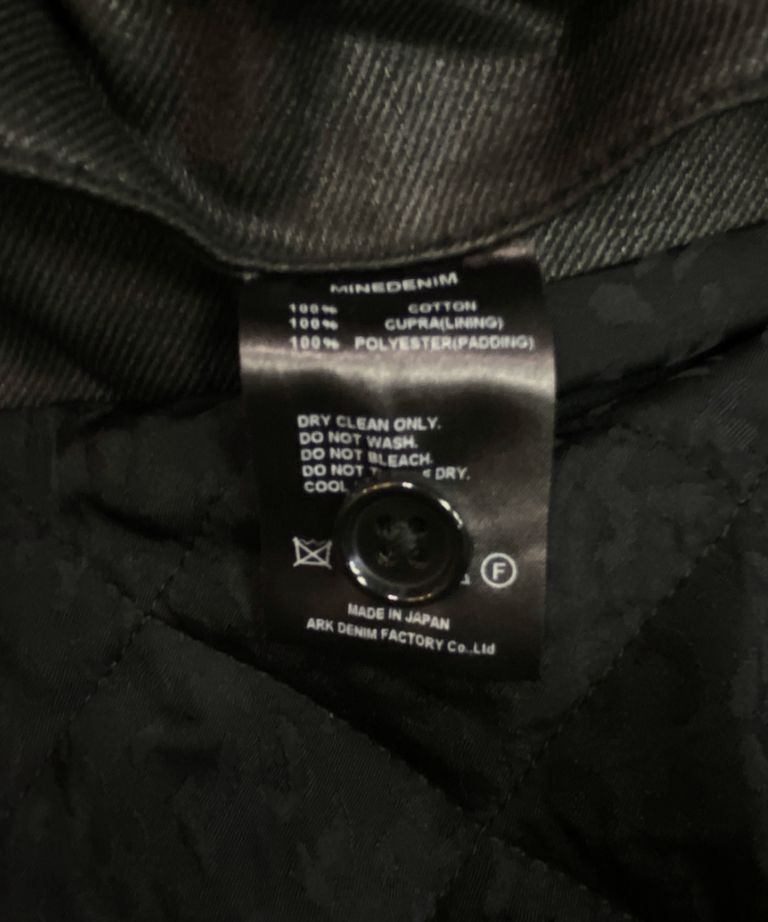 MINEDENIM
100% COTTON
100% CUPRA(LINING)
100% POLYESTER(PADDING)
DRY CLEAN ONLY.
DO NOT WASH.
DO NOT BLEACH.
DO NOT DRY.
COOL
F
MADE IN JAPAN
ARK DENIM FACTORY Co.,Ltd